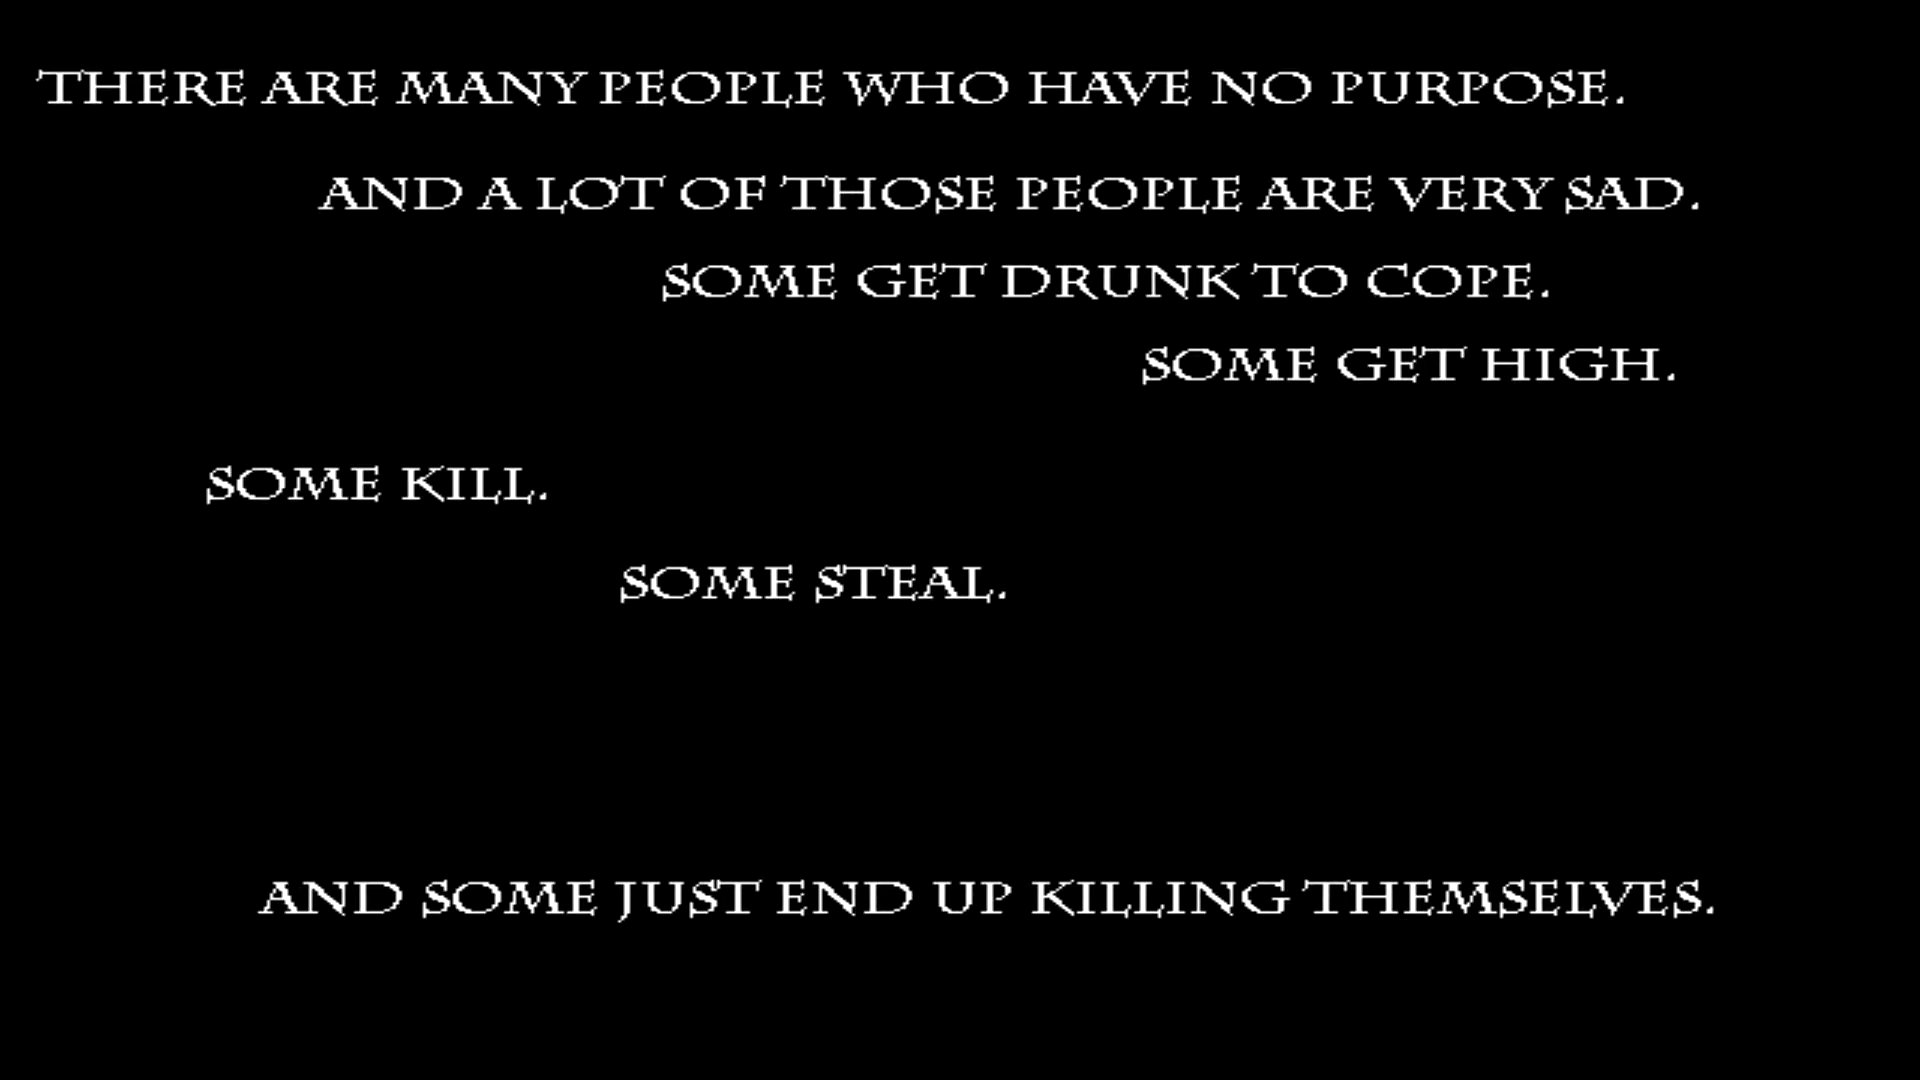 THERE ARE MANY PEOPLE WHO HAVE NO PURPOSE.
AND A LOT OF THOSE PEOPLE ARE VERY SAD.
SOME GET DRUNK TO COPE.
SOME GET HIGH.
SOME KILL.
SOME STEAL.
AND SOME JUST END UP KILLING THEMSELVES.